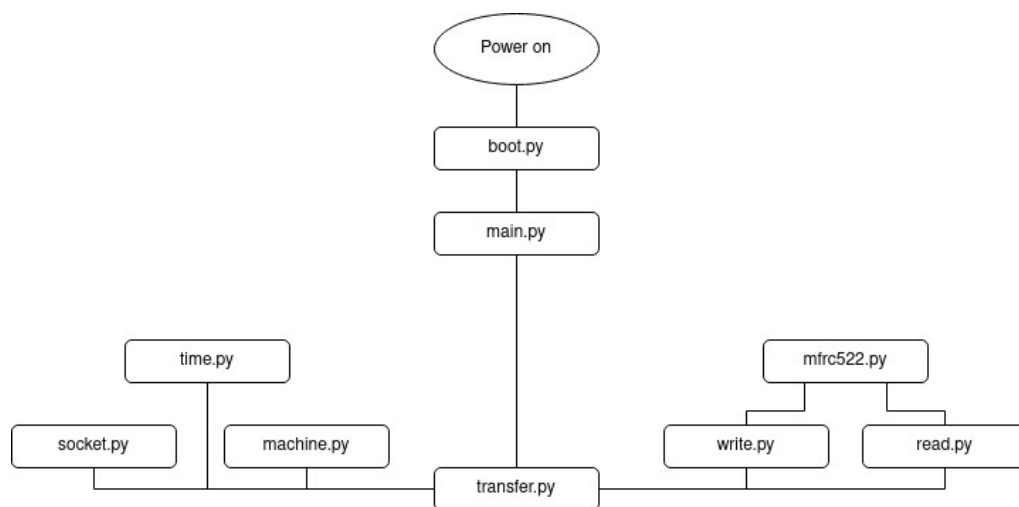 Power on
boot.py
main.py
time.py
mfrc522.py
socket.py
machine.py
write.py
read.py
transfer.py